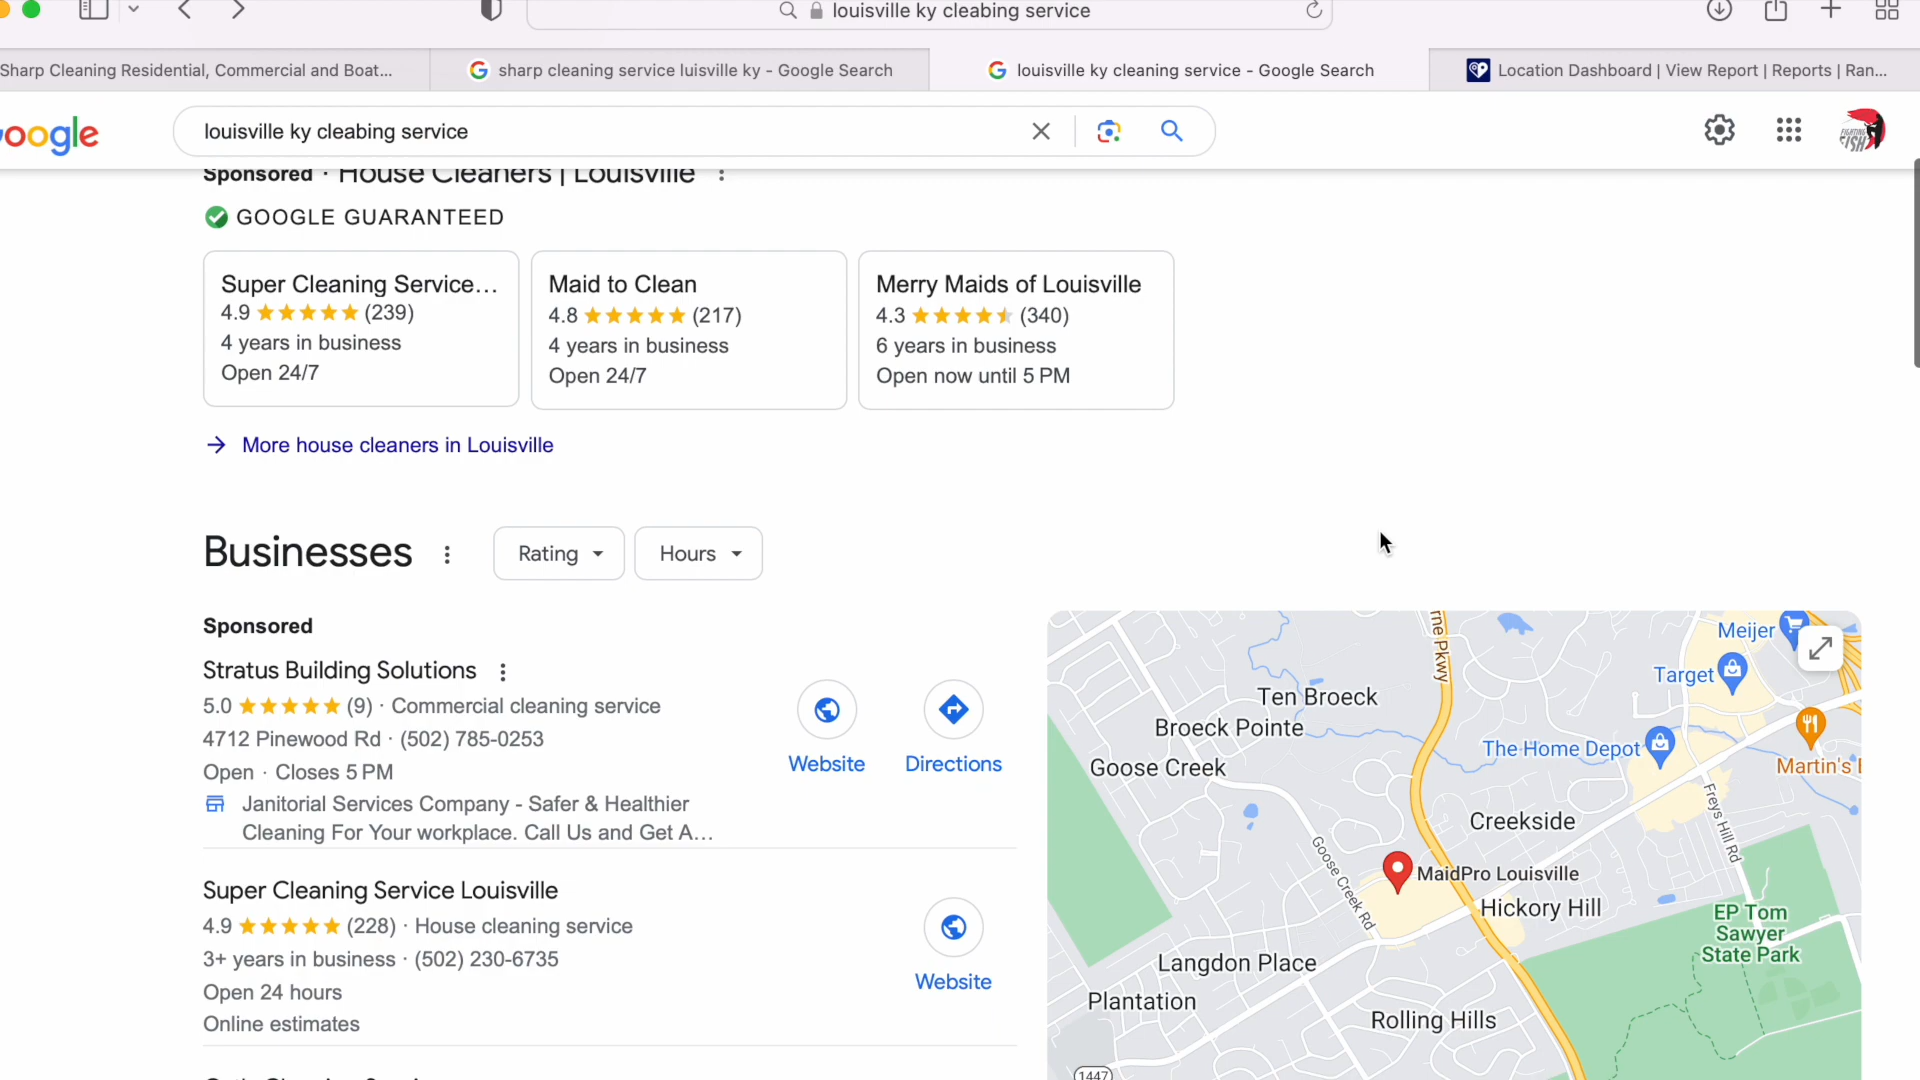 louisville ky cleabing service
Sharp Cleaning Residential, Commercial and Boat...
sharp cleaning service luisville ky - Google Search
louisville ky cleaning service - Google Search
Location Dashboard | View Report | Reports | Ran...
oogle
louisville ky cleabing service
FIGHTING
FISH
Sponsored · House Cleaners | Louisville
GOOGLE GUARANTEED
Super Cleaning Service...
4.9 (239)
4 years in business
Open 24/7
Maid to Clean
4.8 (217)
4 years in business
Open 24/7
Merry Maids of Louisville
4.3 (340)
6 years in business
Open now until 5 PM
More house cleaners in Louisville
Businesses
Rating
Hours
Sponsored
Stratus Building Solutions
5.0 (9) · Commercial cleaning service
4712 Pinewood Rd · (502) 785-0253
Open · Closes 5 PM
Janitorial Services Company - Safer & Healthier
Cleaning For Your workplace. Call Us and Get A...
Website
Directions
Super Cleaning Service Louisville
4.9 (228) · House cleaning service
3+ years in business · (502) 230-6735
Open 24 hours
Online estimates
Website
rne Pkwy
Meijer
Target
Ten Broeck
Broeck Pointe
The Home Depot
Goose Creek
Martin's
Freys Hill Rd
Creekside
Goose Creek Rd
MaidPro Louisville
Hickory Hill
EP Tom
Sawyer
State Park
Langdon Place
Plantation
Rolling Hills
1447